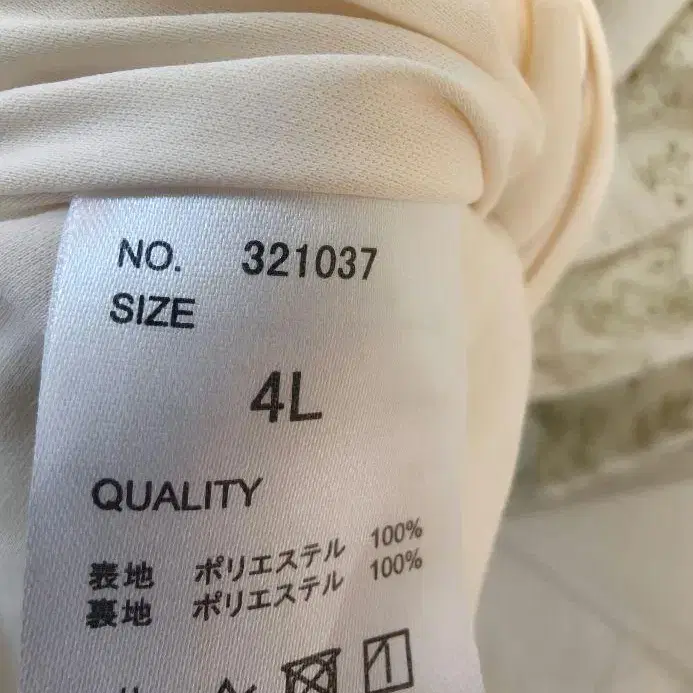 NO. 321037
SIZE
4L
QUALITY
表地 ポリエステル 100%
裏地 ポリエステル 100%